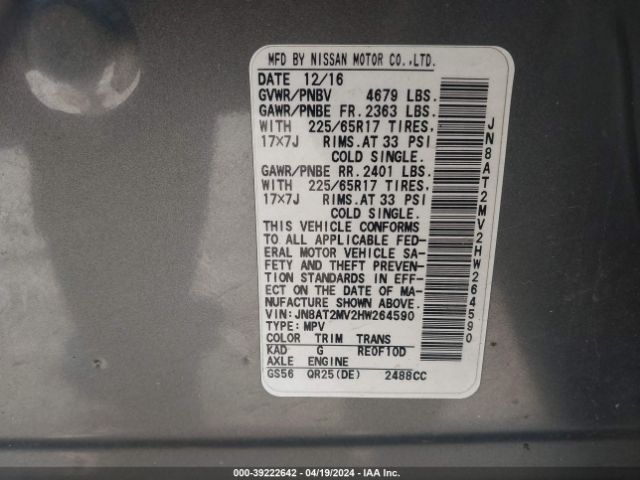 MFD BY NISSAN MOTOR CO.,LTD.
DATE 12/16
GVWR/PNBV 4679 LBS.
GAWR/PNBE FR. 2363 LBS.
WITH 225/65R17 TIRES,
17×7J RIMS.AT 33 PSI
COLD SINGLE.
GAWR/PNBE RR. 2401 LBS.
WITH 225/65R17 TIRES,
17×7J RIMS.AT 33 PSI
COLD SINGLE.
THIS VEHICLE CONFORMS
TO ALL APPLICABLE FED-
ERAL MOTOR VEHICLE SA-
FETY AND THEFT PREVEN-
TION STANDARDS IN EFF-
ECT ON THE DATE OF MA-
NUFACTURE SHOWN ABOVE.
VIN: JN8AT2MV2HW264590
TYPE: MPV
COLOR TRIM TRANS
KAD G RE0F10D
AXLE ENGINE
GS56 QR25(DE) 2488CC
JN8AT2MV2HW264590
000-39222642 / 04/19/2024 / IAA Inc.